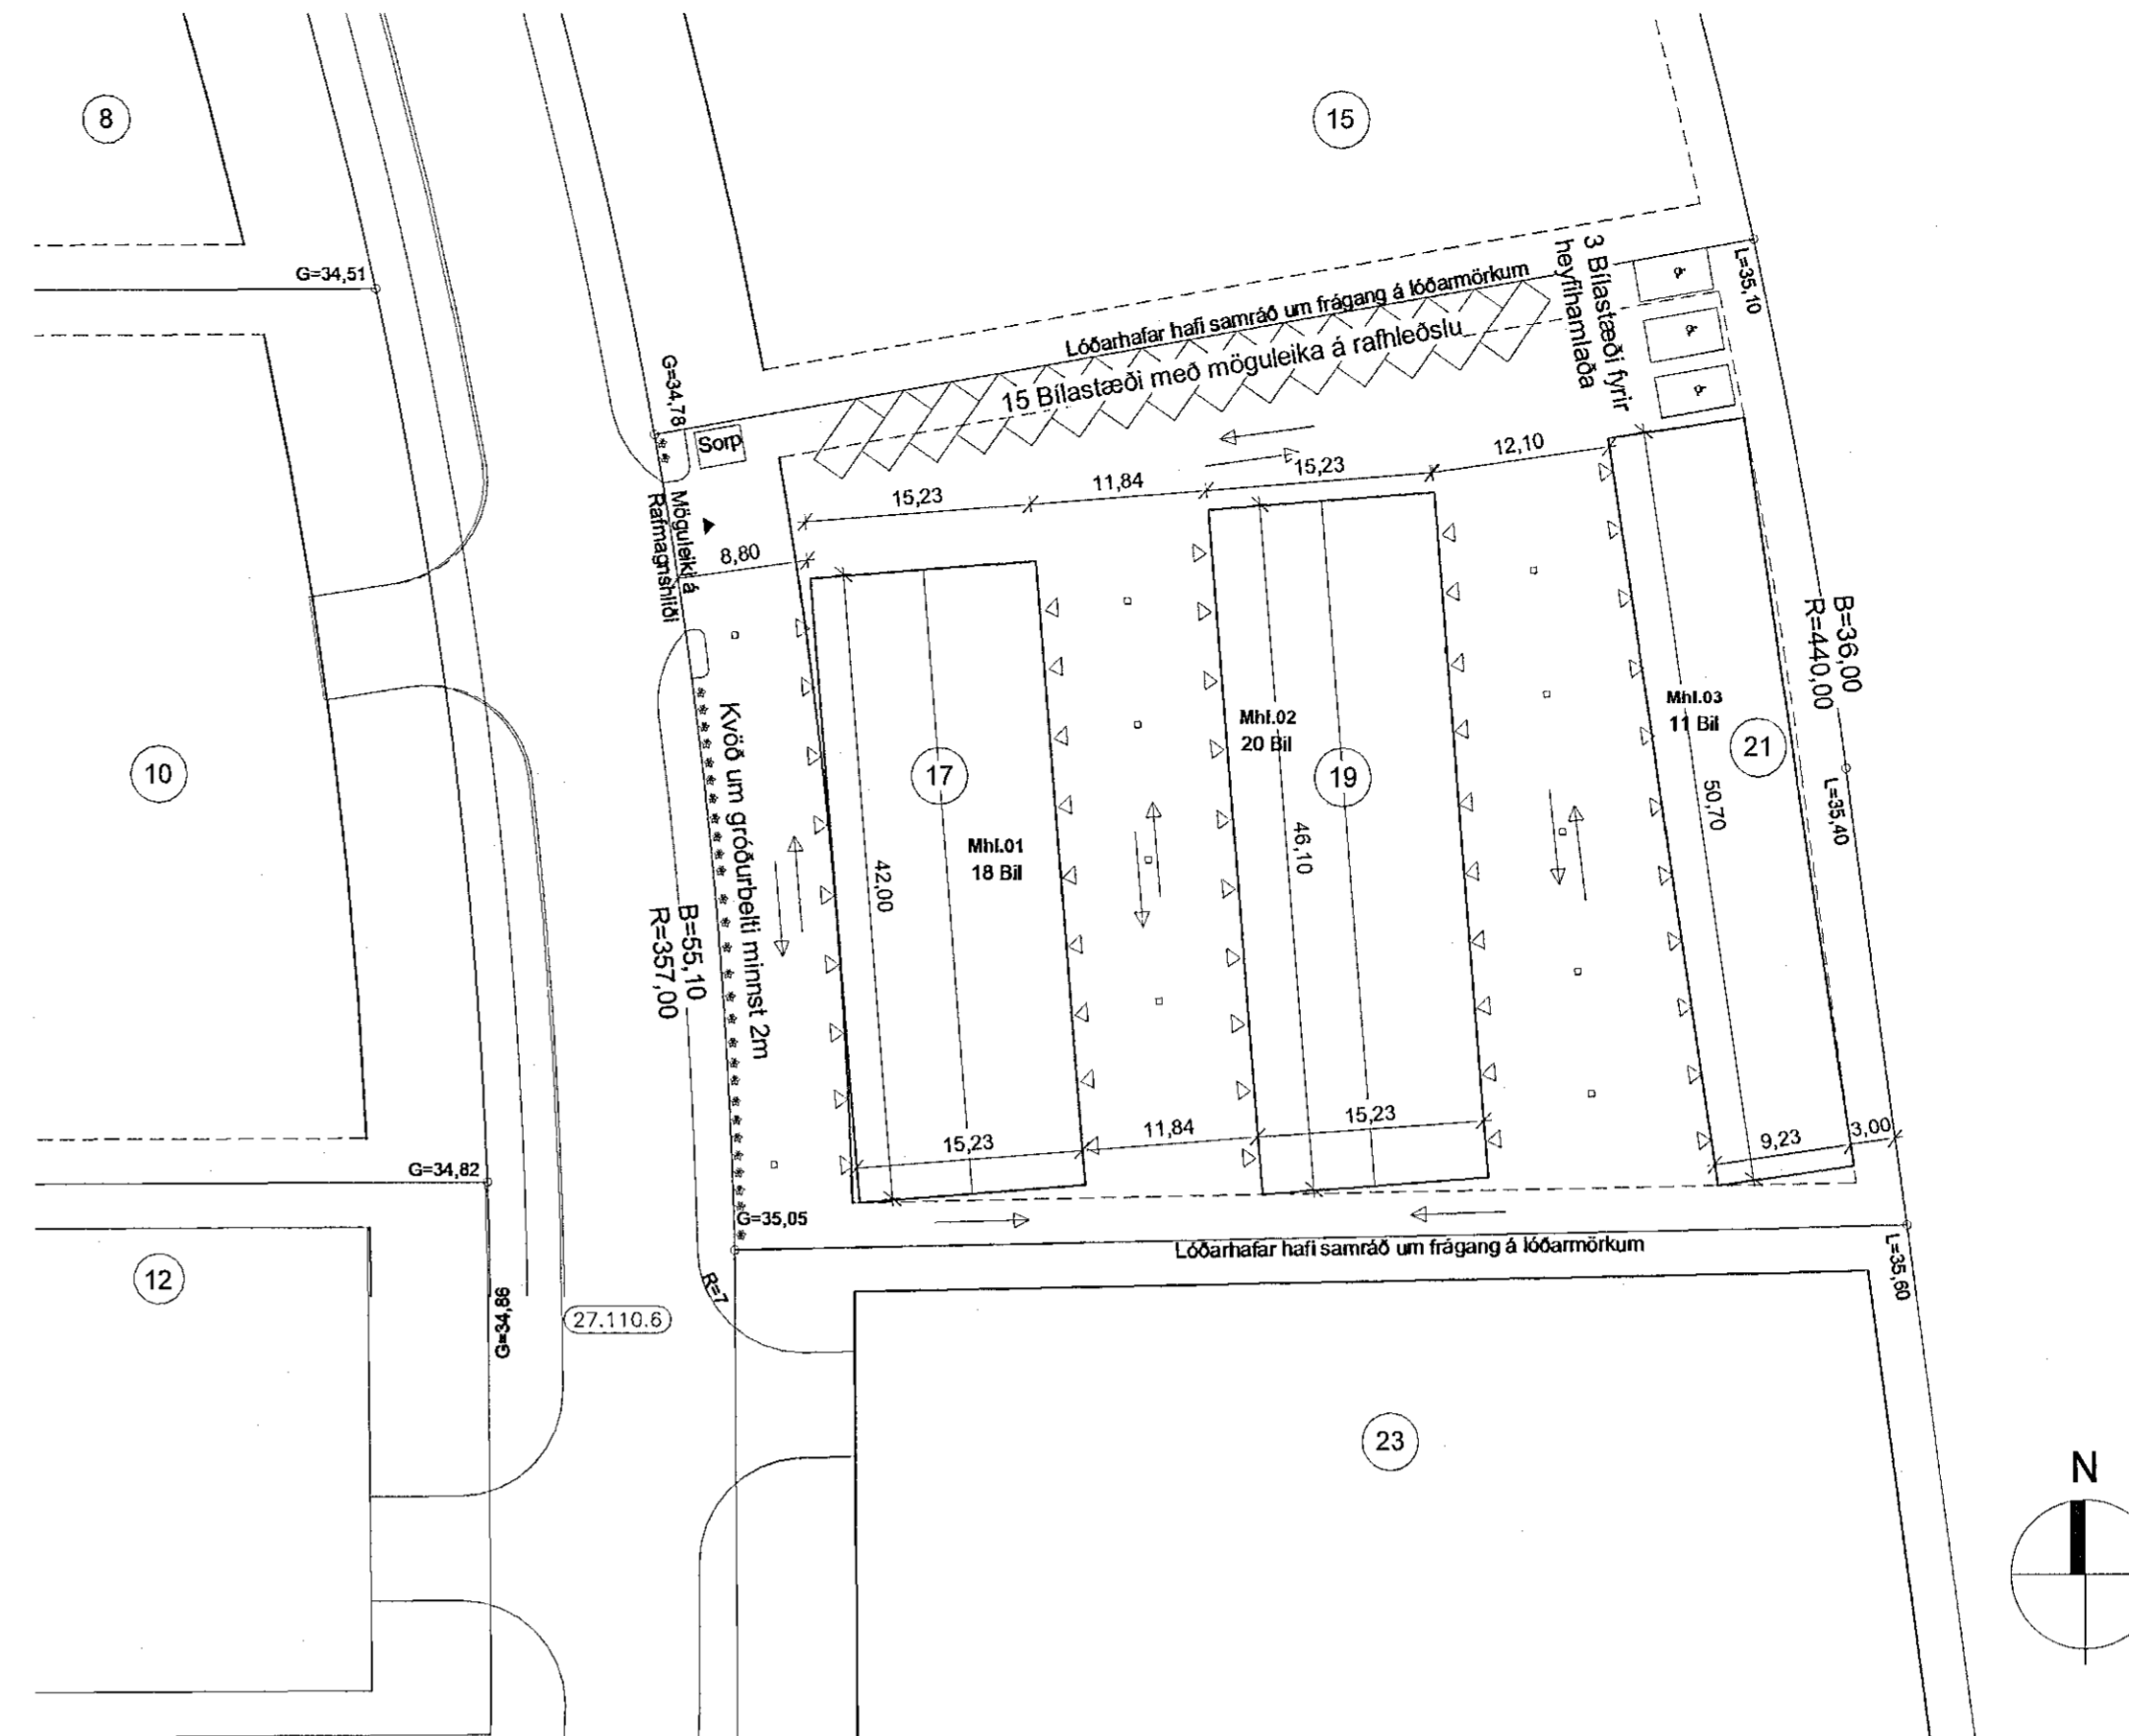 8
15
G=34,51
G=34,78
Sorp
Lóðarhafar hafi samráð um frágang á lóðarmörkum
15 Bílastæði með möguleika á rafhleðslu
3 Bílastæði fyrir
heyfihamlaða
L=35,10
Möguleiki á
Rafmagnshliði
8,80
15,23
11,84
15,23
12,10
B=36,00
R=440,00
10
17
Mhl.01
18 Bil
42,00
Mhl.02
20 Bil
19
46,10
Mhl.03
11 Bil
21
50,70
L=35,40
Kvöð um gróðurbelti minnst 2m
B=55,10
R=357,00
15,23
11,84
15,23
9,23
3,00
G=34,82
G=35,05
Lóðarhafar hafi samráð um frágang á lóðarmörkum
L=35,60
12
G=34,86
27.110.6
R=7
23
N